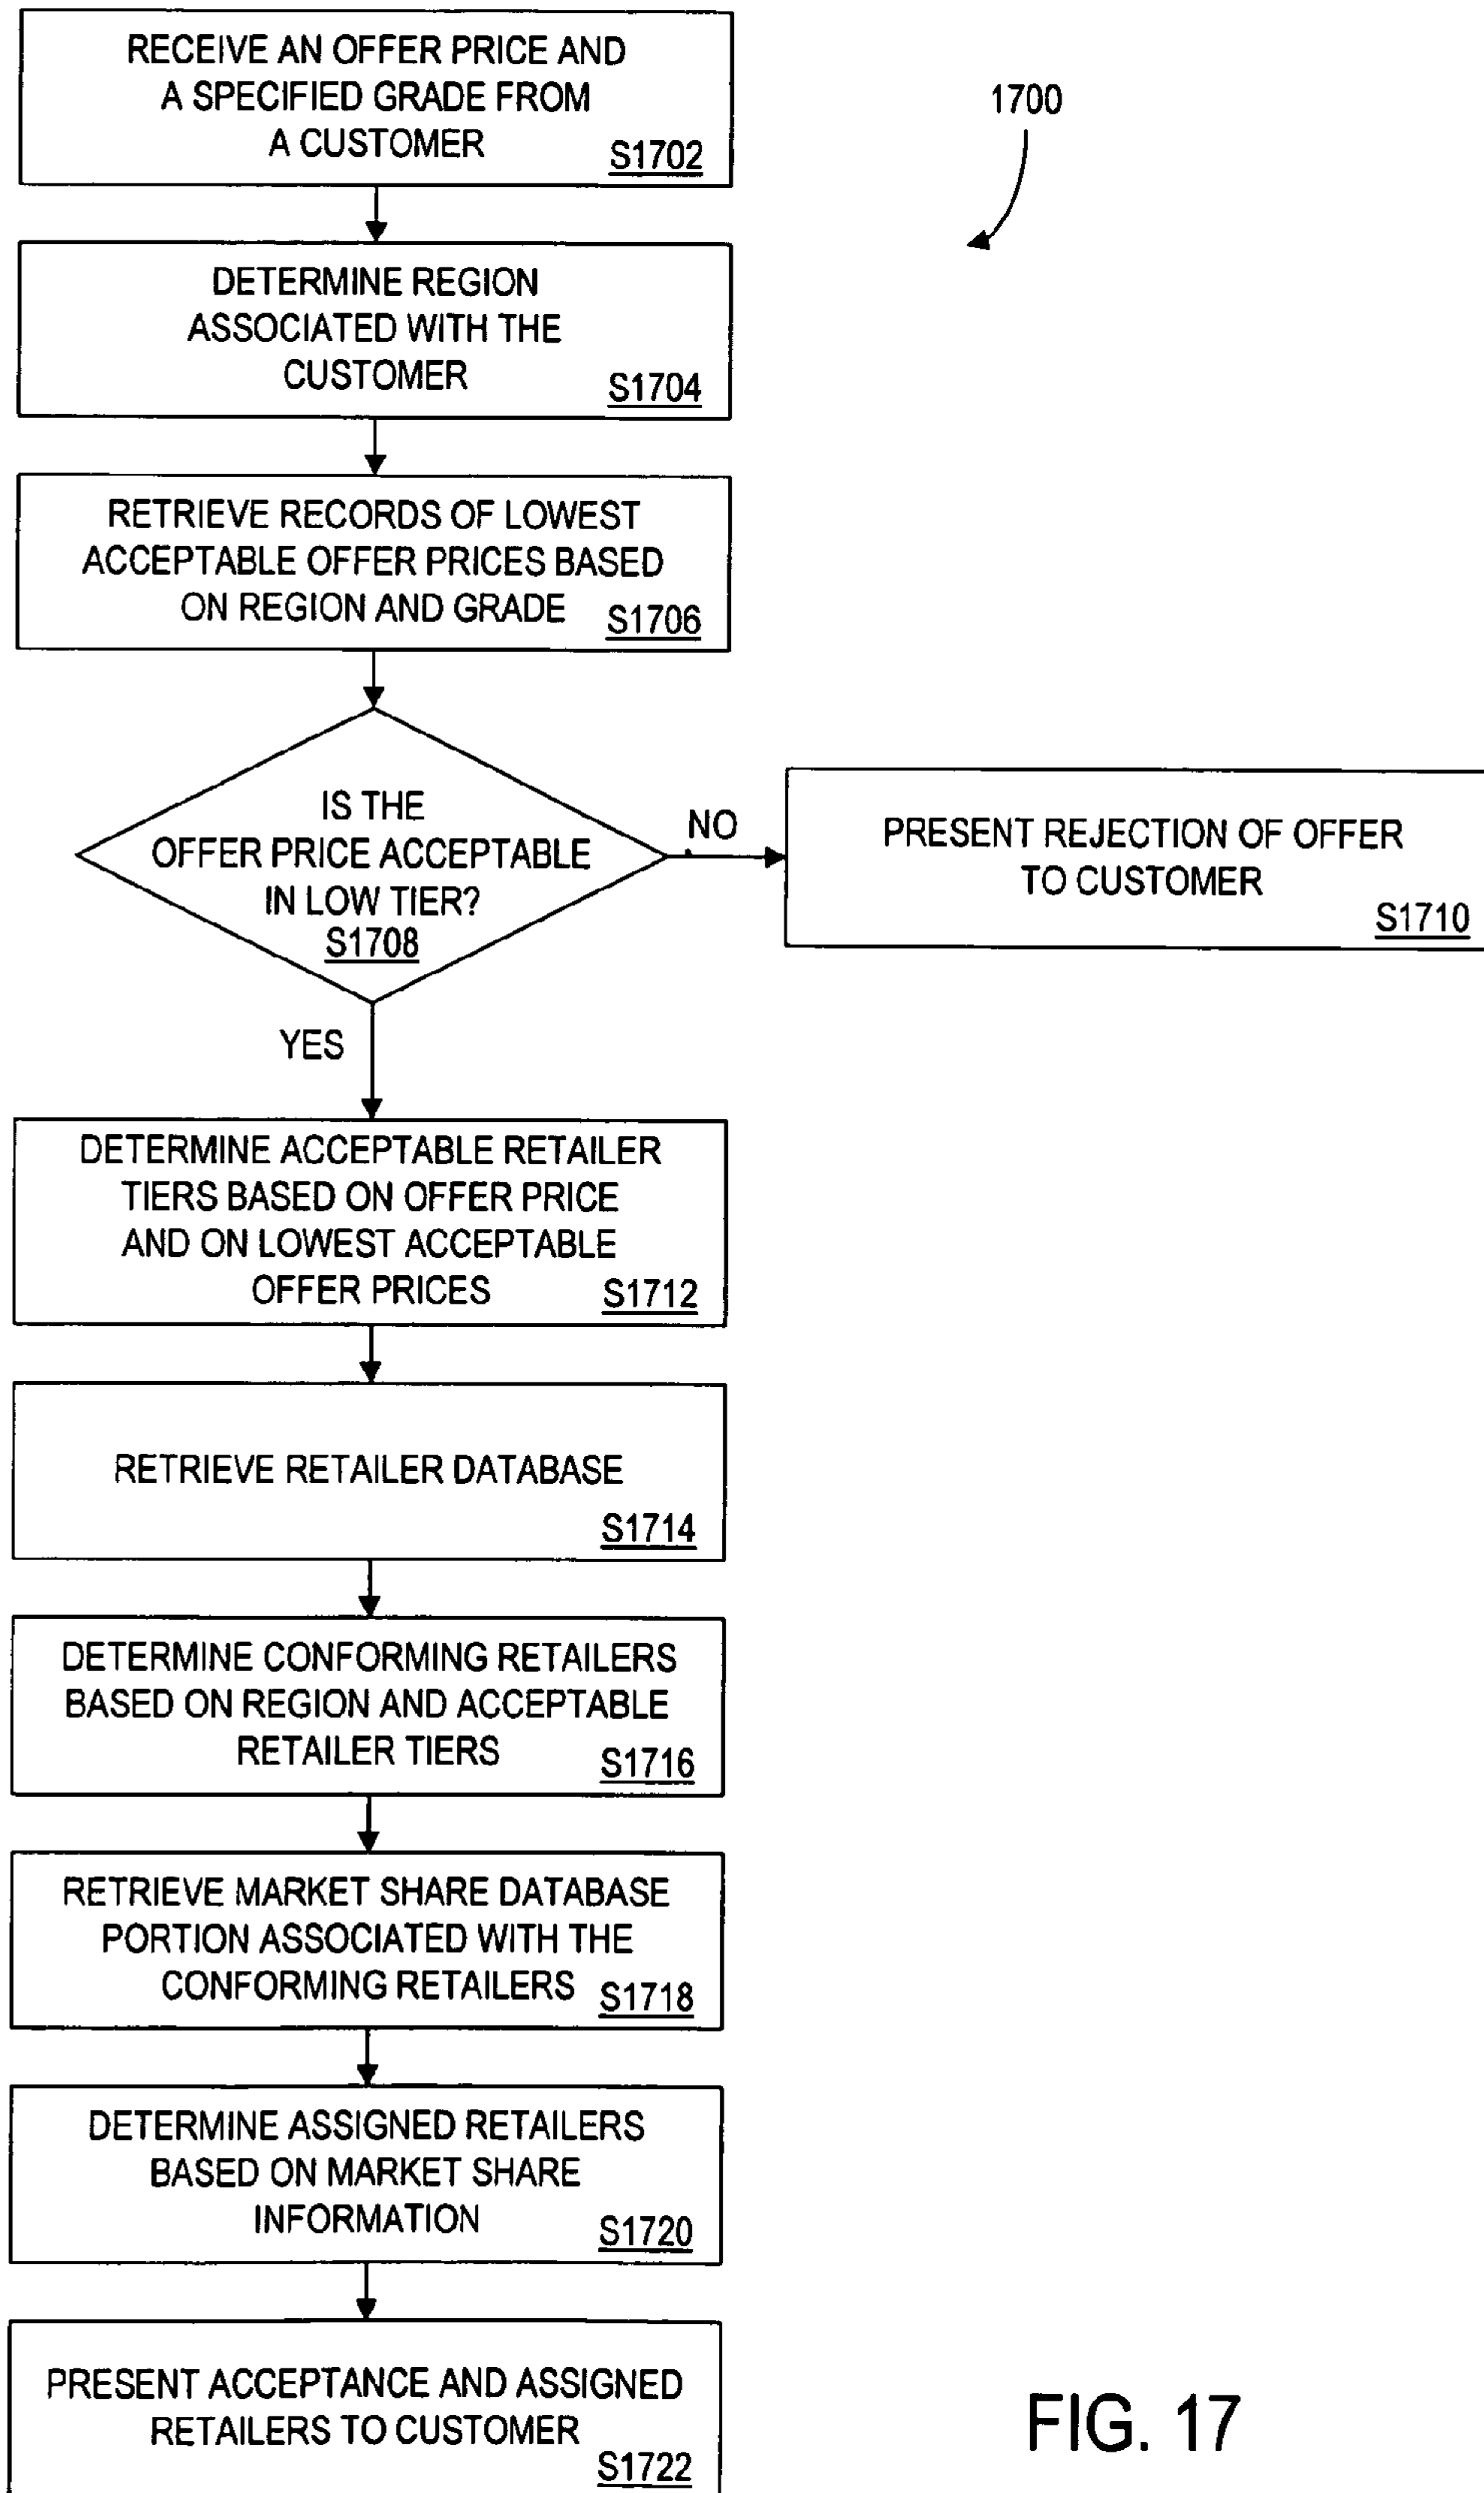 RECEIVE AN OFFER PRICE AND
A SPECIFIED GRADE FROM
A CUSTOMER
S1702
1700
DETERMINE REGION
ASSOCIATED WITH THE
CUSTOMER
S1704
RETRIEVE RECORDS OF LOWEST
ACCEPTABLE OFFER PRICES BASED
ON REGION AND GRADE
S1706
IS THE
OFFER PRICE ACCEPTABLE
IN LOW TIER?
S1708
NO
PRESENT REJECTION OF OFFER
TO CUSTOMER
S1710
YES
DETERMINE ACCEPTABLE RETAILER
TIERS BASED ON OFFER PRICE
AND ON LOWEST ACCEPTABLE
OFFER PRICES
S1712
RETRIEVE RETAILER DATABASE
S1714
DETERMINE CONFORMING RETAILERS
BASED ON REGION AND ACCEPTABLE
RETAILER TIERS
S1716
RETRIEVE MARKET SHARE DATABASE
PORTION ASSOCIATED WITH THE
CONFORMING RETAILERS
S1718
DETERMINE ASSIGNED RETAILERS
BASED ON MARKET SHARE
INFORMATION
S1720
PRESENT ACCEPTANCE AND ASSIGNED
RETAILERS TO CUSTOMER
S1722
FIG. 17